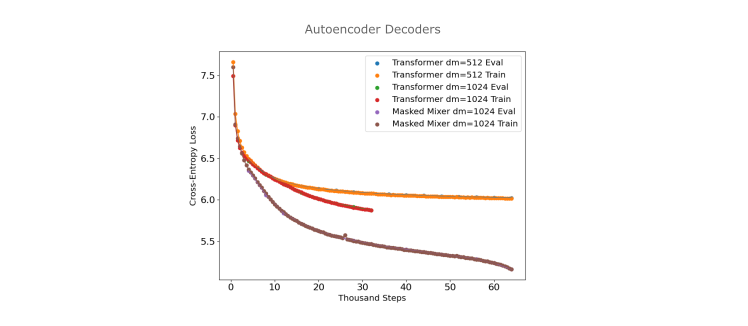 Autoencoder Decoders
Transformer dm=512 Eval
Transformer dm=512 Train
Transformer dm=1024 Eval
Transformer dm=1024 Train
Masked Mixer dm=1024 Eval
Masked Mixer dm=1024 Train
7.5
7.0
6.5
6.0
5.5
Cross-Entropy Loss
0 10 20 30 40 50 60
Thousand Steps